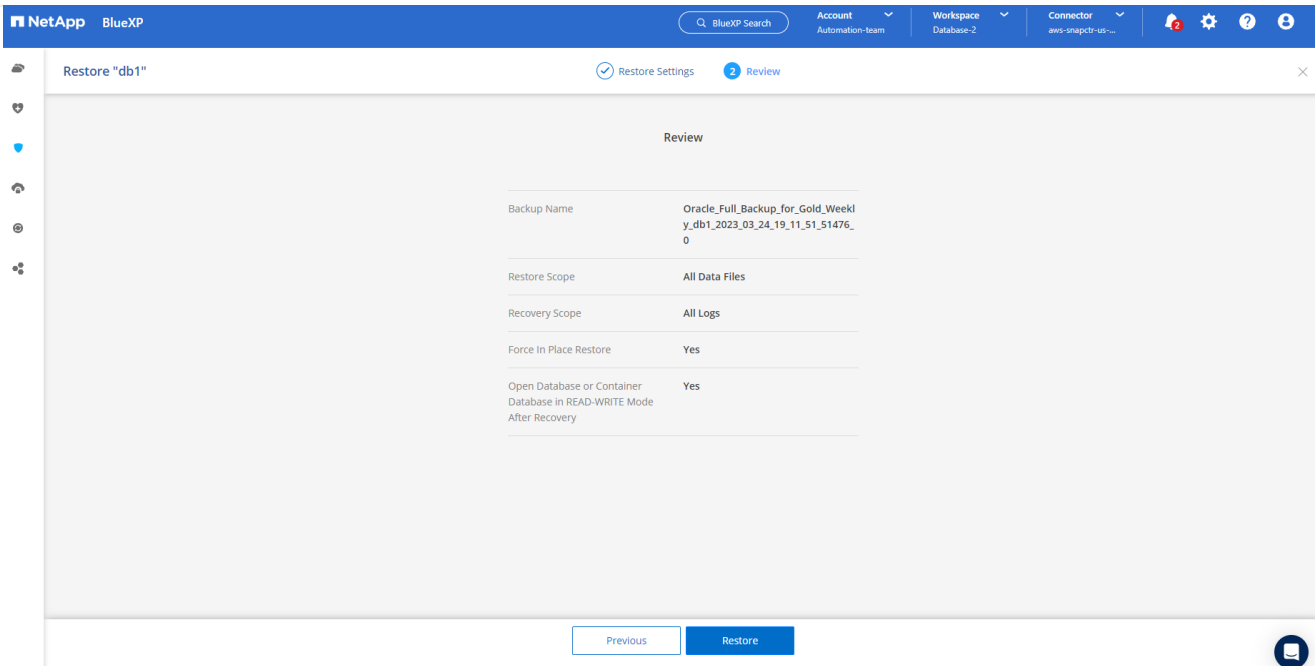 NetApp BlueXP
BlueXP Search
Account
Automation-team
Workspace
Database-2
Connector
aws-snapctr-us-...
2
Restore "db1"
Restore Settings
2 Review
Review
Backup Name
Oracle_Full_Backup_for_Gold_Weekl
y_db1_2023_03_24_19_11_51_51476_
0
Restore Scope
All Data Files
Recovery Scope
All Logs
Force In Place Restore
Yes
Open Database or Container
Database in READ-WRITE Mode
After Recovery
Yes
Previous
Restore